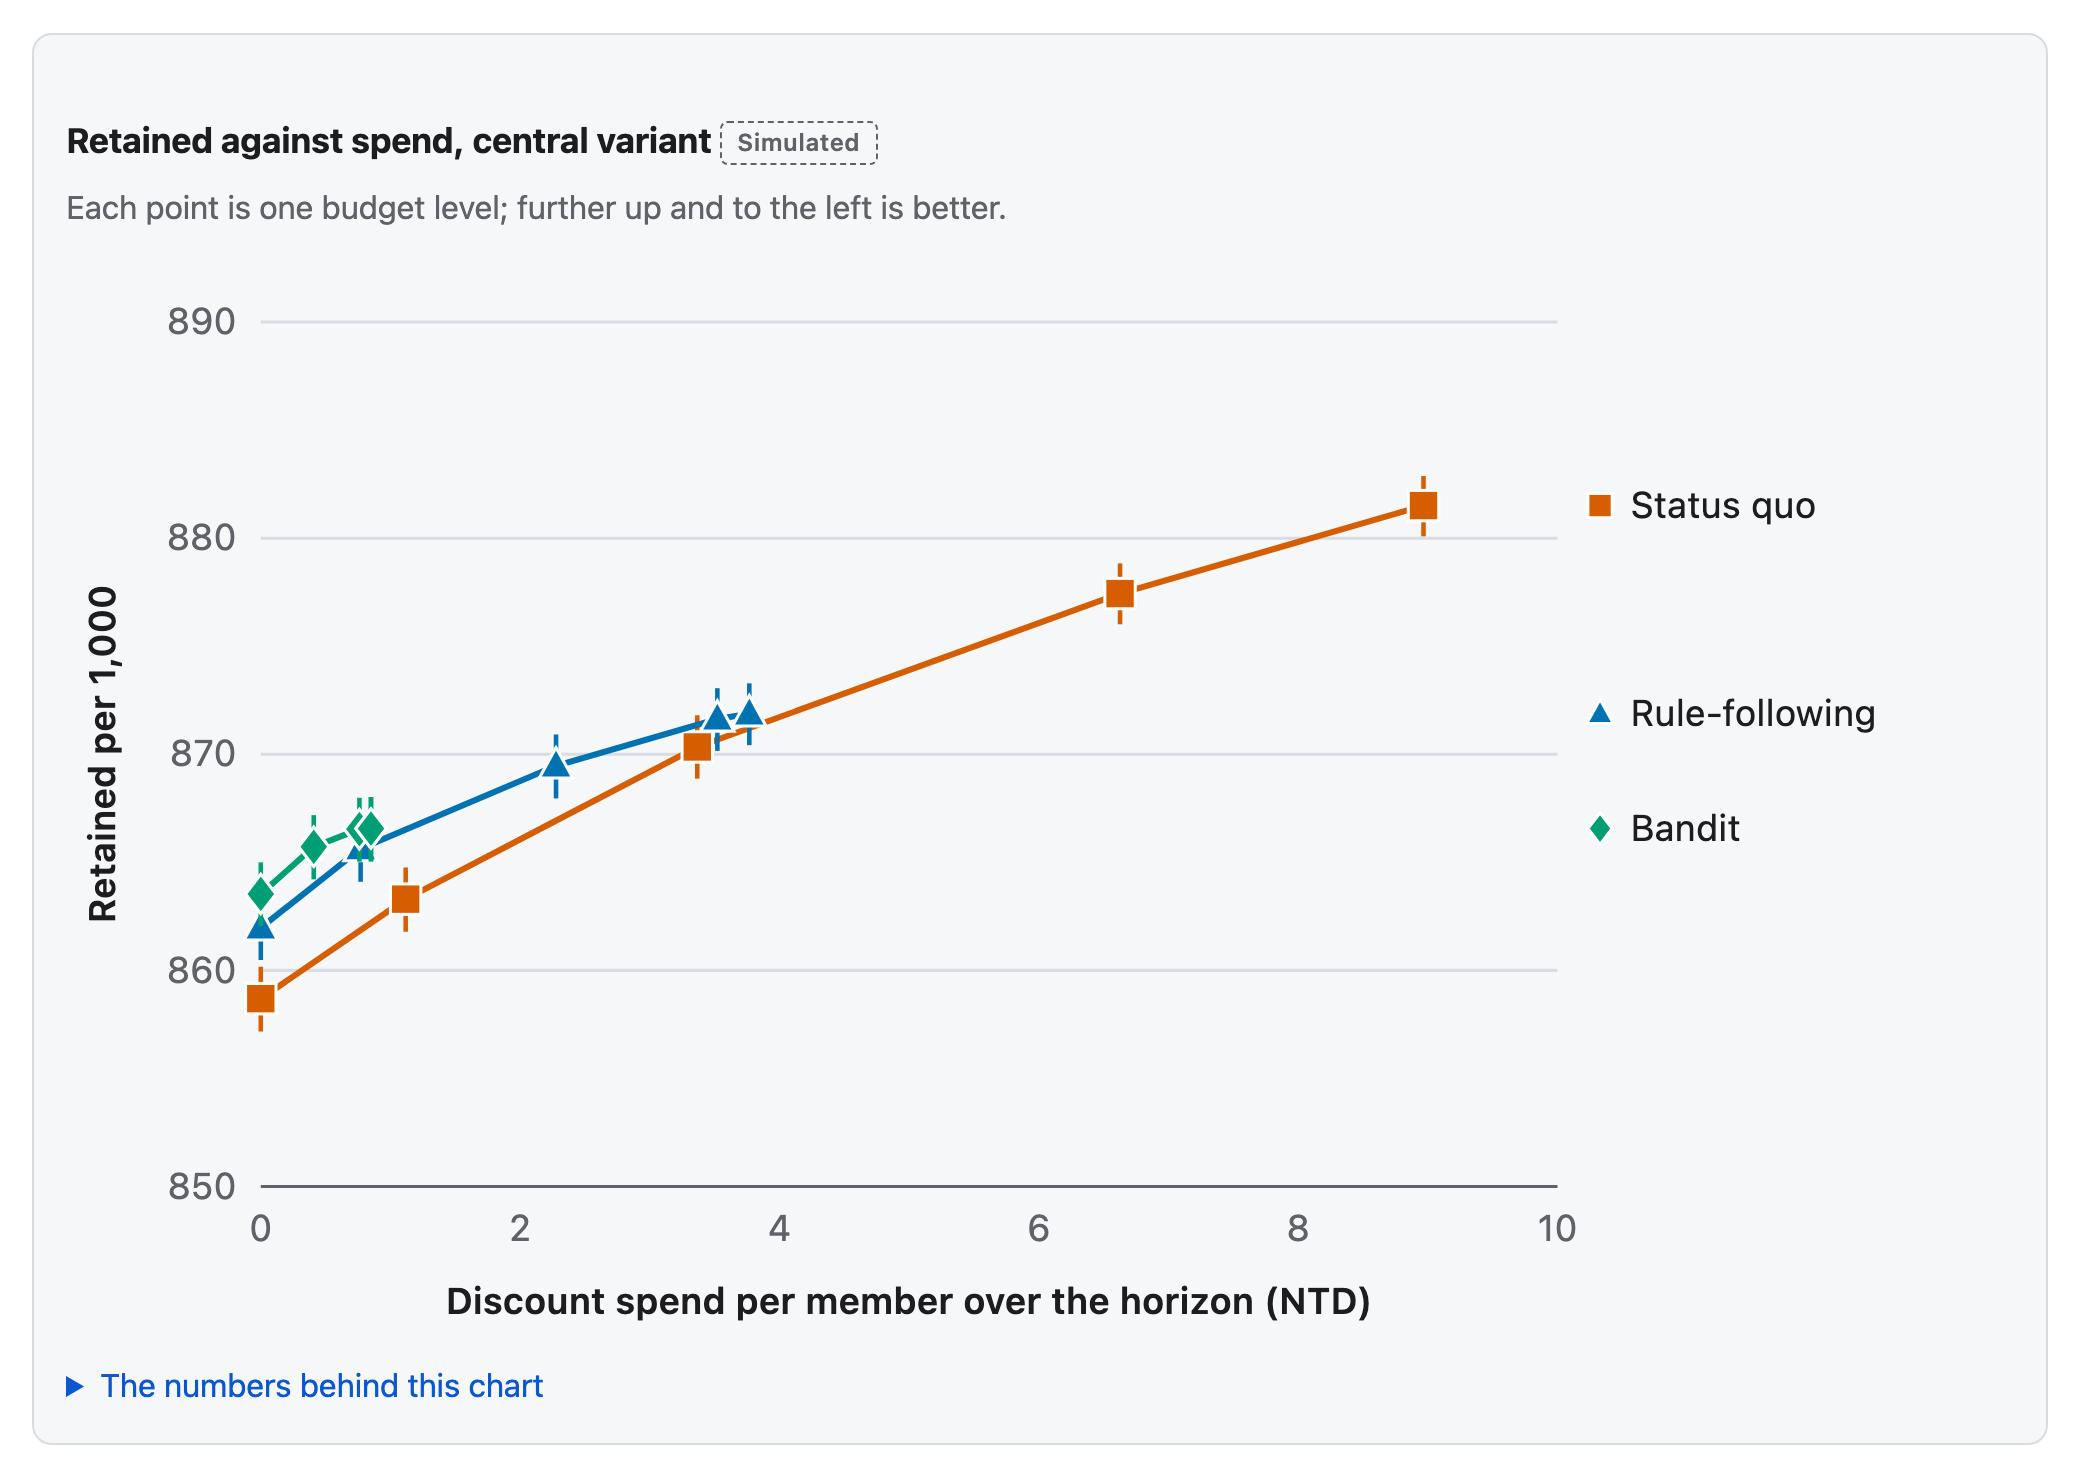 Retained against spend, central variant Simulated
Each point is one budget level; further up and to the left is better.
890
880
870
860
850
Retained per 1,000
0 2 4 6 8 10
Discount spend per member over the horizon (NTD)
Status quo
Rule-following
Bandit
The numbers behind this chart